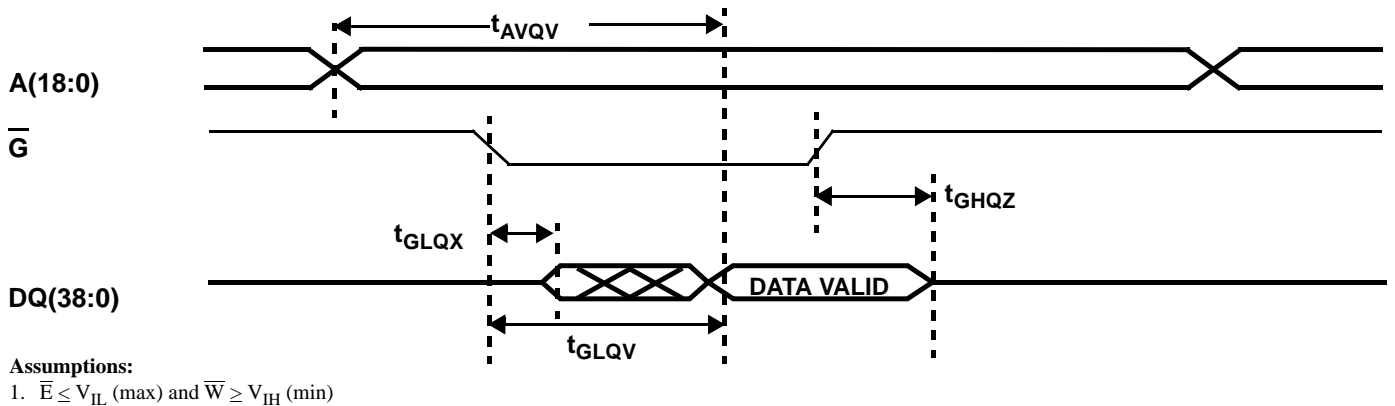 tAVQV
A(18:0)
G̅
tGHQZ
tGLQX
DATA VALID
DQ(38:0)
tGLQV
Assumptions:
1. E̅ ≤ VIL (max) and W̅ ≥ VIH (min)